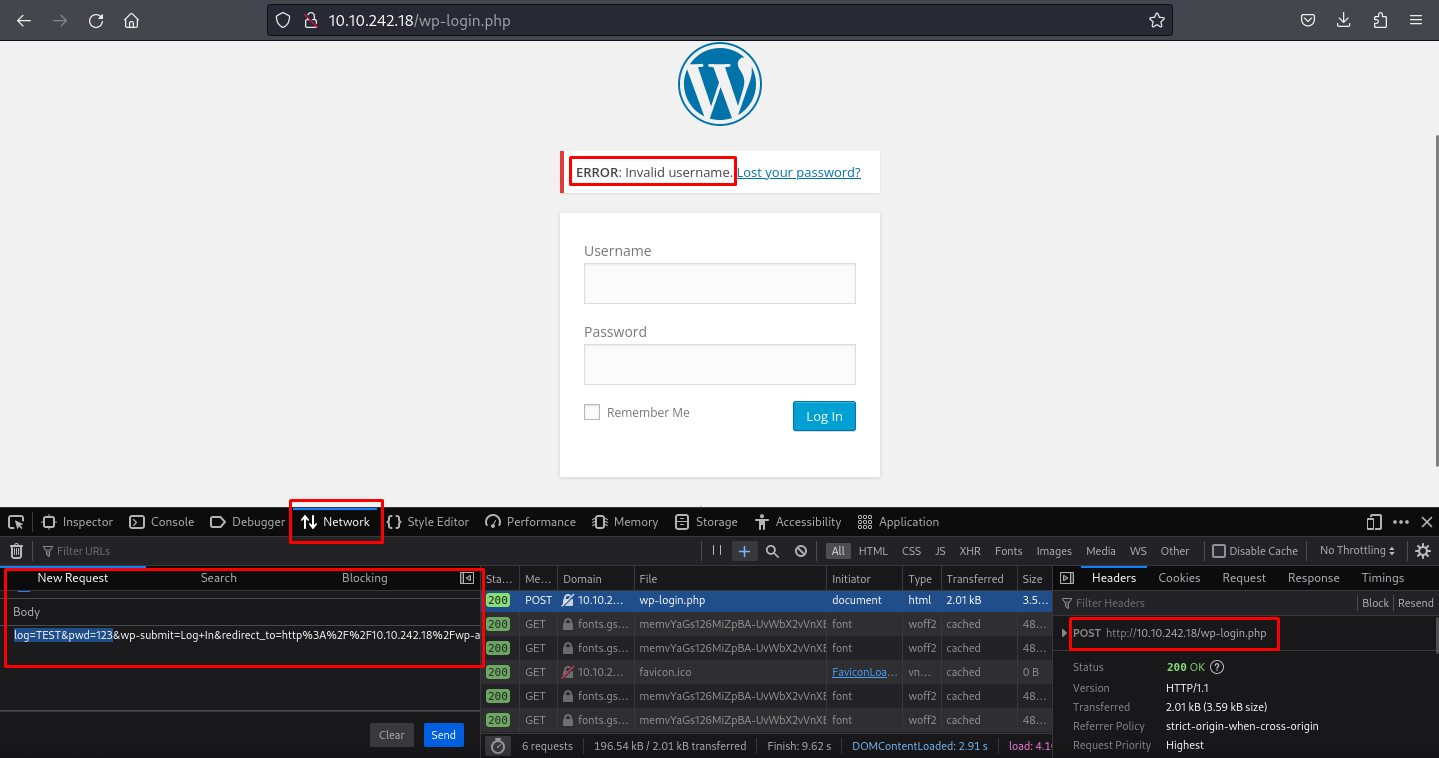 10.10.242.18/wp-login.php
ERROR: Invalid username. Lost your password?
Username
Password
Remember Me
Log In
Inspector Console Debugger Network Style Editor Performance Memory Storage Accessibility Application
Filter URLs
All HTML CSS JS XHR Fonts Images Media WS Other Disable Cache No Throttling
New Request Search Blocking
Body
log=TEST&pwd=123&wp-submit=Log+In&redirect_to=http%3A%2F%2F10.10.242.18%2Fwp-a
Clear Send
Sta... Me... Domain File Initiator Type Transferred Size
200 POST 10.10.2... wp-login.php document html 2.01 kB 3.5...
200 GET fonts.gs... memvYaGs126MiZpBA-UvWbX2vVnXE font woff2 cached 48...
200 GET fonts.gs... memvYaGs126MiZpBA-UvWbX2vVnXE font woff2 cached 48...
200 GET 10.10.2... favicon.ico FaviconLoa... vn... cached 0 B
200 GET fonts.gs... memvYaGs126MiZpBA-UvWbX2vVnXE font woff2 cached 48...
200 GET fonts.gs... memvYaGs126MiZpBA-UvWbX2vVnXE font woff2 cached 48...
6 requests 196.54 kB / 2.01 kB transferred Finish: 9.62 s DOMContentLoaded: 2.91 s load: 4.1
Headers Cookies Request Response Timings
Filter Headers Block Resend
POST http://10.10.242.18/wp-login.php
Status 200 OK ?
Version HTTP/1.1
Transferred 2.01 kB (3.59 kB size)
Referrer Policy strict-origin-when-cross-origin
Request Priority Highest